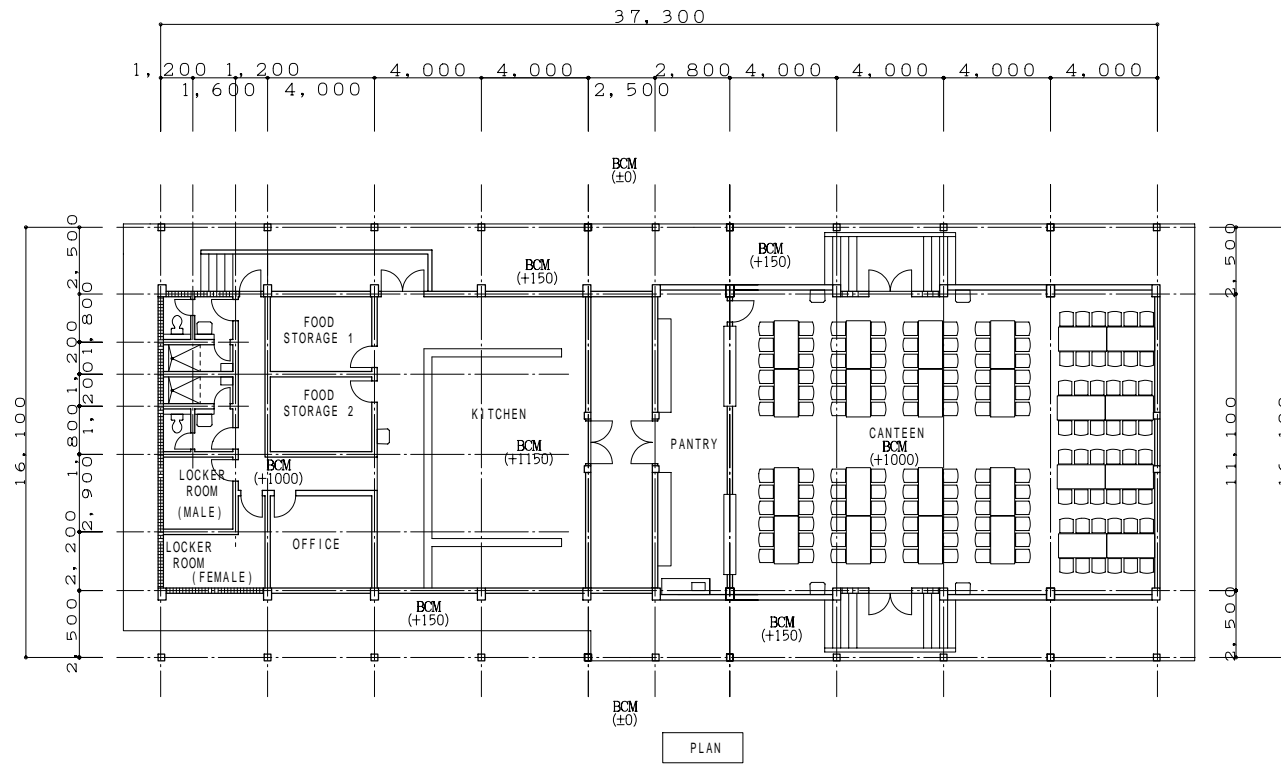 37,300
1,200
1,200
4,000
4,000
2,800
4,000
4,000
4,000
4,000
1,600
4,000
2,500
BCM
(±0)
2,500
1,800
1,200
1,200
1,800
2,900
2,200
2,500
16,100
2,500
11,100
2,500
BCM
(+150)
BCM
(+150)
FOOD
STORAGE 1
FOOD
STORAGE 2
KITCHEN
BCM
(+1150)
PANTRY
CANTEEN
BCM
(+1000)
BCM
(+1000)
LOCKER
ROOM
(MALE)
OFFICE
LOCKER
ROOM
(FEMALE)
BCM
(+150)
BCM
(+150)
BCM
(±0)
PLAN